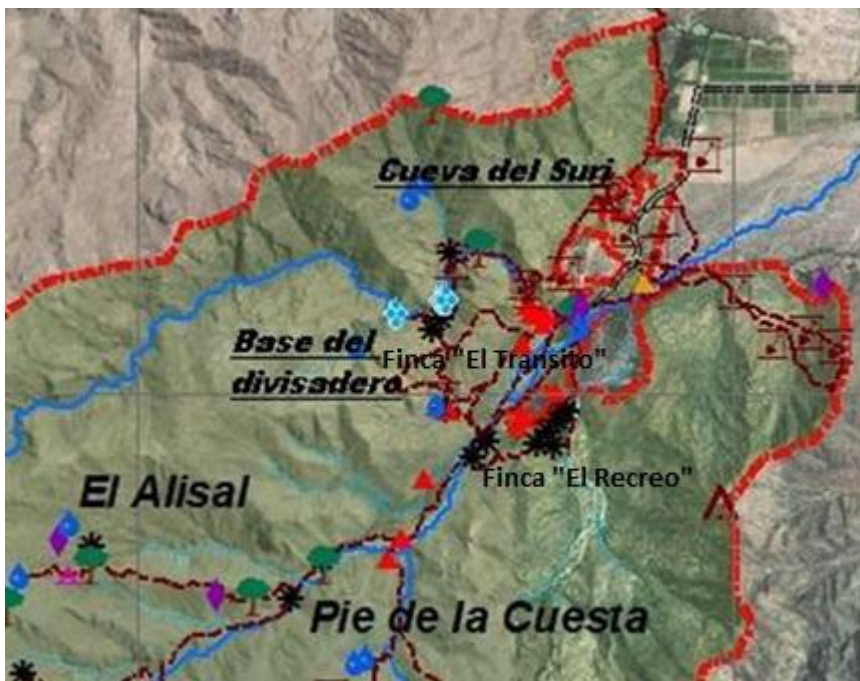 Cueva del Suri
Base del
divisadero
Finca "El Transito"
El Alisal
Finca "El Recreo"
Pie de la Cuesta